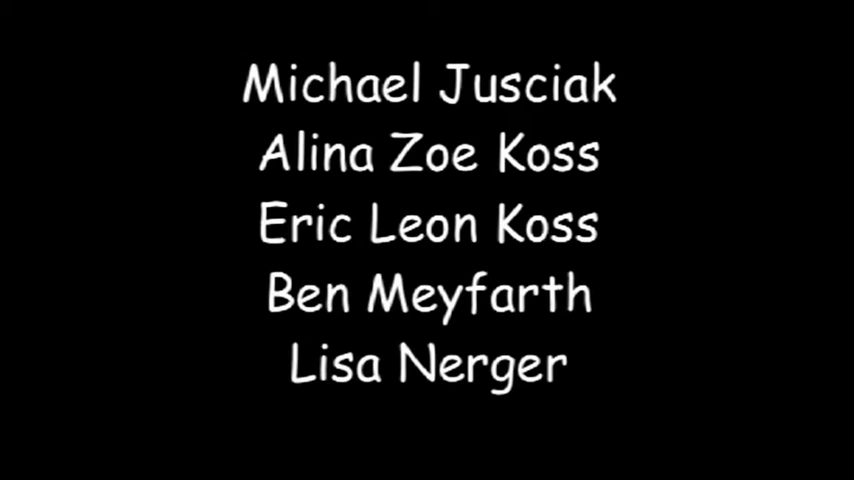 Michael Jusciak
Alina Zoe Koss
Eric Leon Koss
Ben Meyfarth
Lisa Nerger